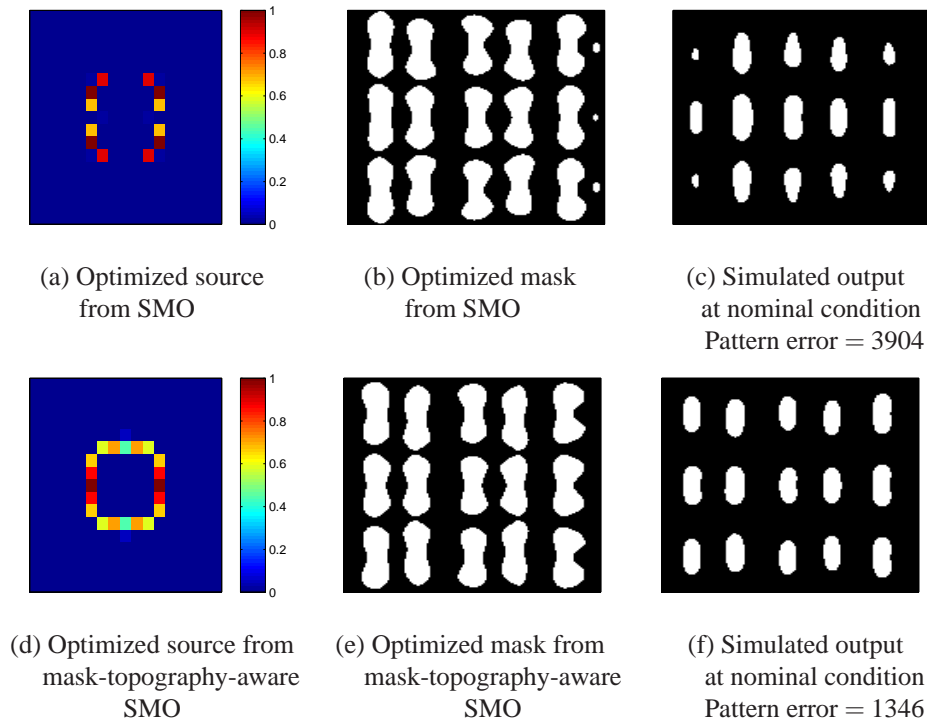 1
0.8
0.6
0.4
0.2
0
(a) Optimized source
from SMO
(b) Optimized mask
from SMO
(c) Simulated output
at nominal condition
Pattern error = 3904
1
0.8
0.6
0.4
0.2
0
(d) Optimized source from
mask-topography-aware
SMO
(e) Optimized mask from
mask-topography-aware
SMO
(f) Simulated output
at nominal condition
Pattern error = 1346